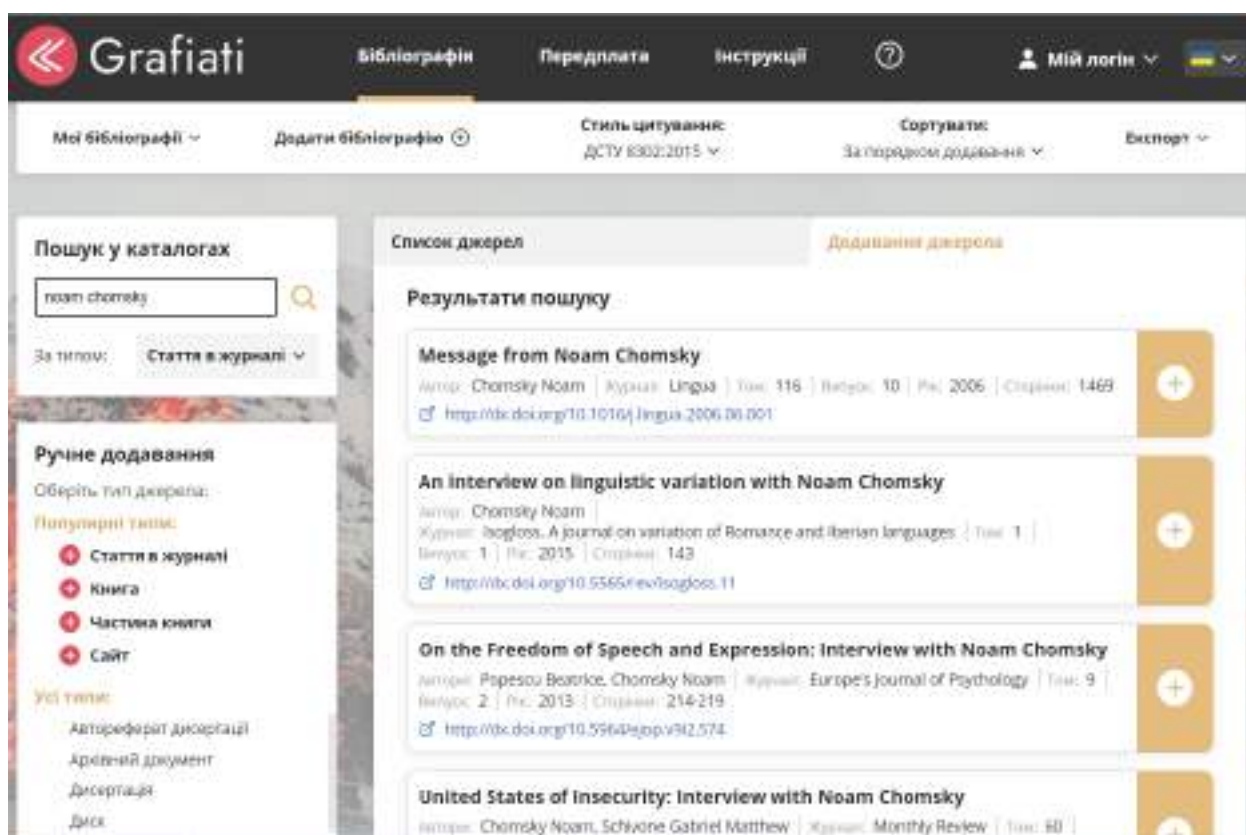 Grafiati
Бібліографія
Передплата
Інструкції
?
Мій логін
Мої бібліографії
Додати бібліографію
Стиль цитування:
ДСТУ 8302:2015
Сортувати:
За порядком додавання
Експорт
Пошук у каталогах
noam chomsky
За типом: Стаття в журналі
Ручне додавання
Оберіть тип джерела:
Популярні типи:
Стаття в журналі
Книга
Частина книги
Сайт
Усі типи:
Автореферат дисертації
Архівний документ
Дисертація
Диск
Список джерел
Додавання джерела
Результати пошуку
Message from Noam Chomsky
Автор: Chomsky Noam Журнал: Lingua Том: 116 Випуск: 10 Рік: 2006 Сторінки: 1469
http://dx.doi.org/10.1016/j.lingua.2006.06.001
An interview on linguistic variation with Noam Chomsky
Автор: Chomsky Noam
Журнал: Isogloss. A journal on variation of Romance and Iberian languages Том: 1
Випуск: 1 Рік: 2015 Сторінки: 143
http://dx.doi.org/10.5565/rev/isogloss.11
On the Freedom of Speech and Expression: Interview with Noam Chomsky
Автори: Popescu Beatrice, Chomsky Noam Журнал: Europe's Journal of Psychology Том: 9
Випуск: 2 Рік: 2013 Сторінки: 214-219
http://dx.doi.org/10.5964/ejop.v9i2.574
United States of Insecurity: Interview with Noam Chomsky
Автори: Chomsky Noam, Schivone Gabriel Matthew Журнал: Monthly Review Том: 60